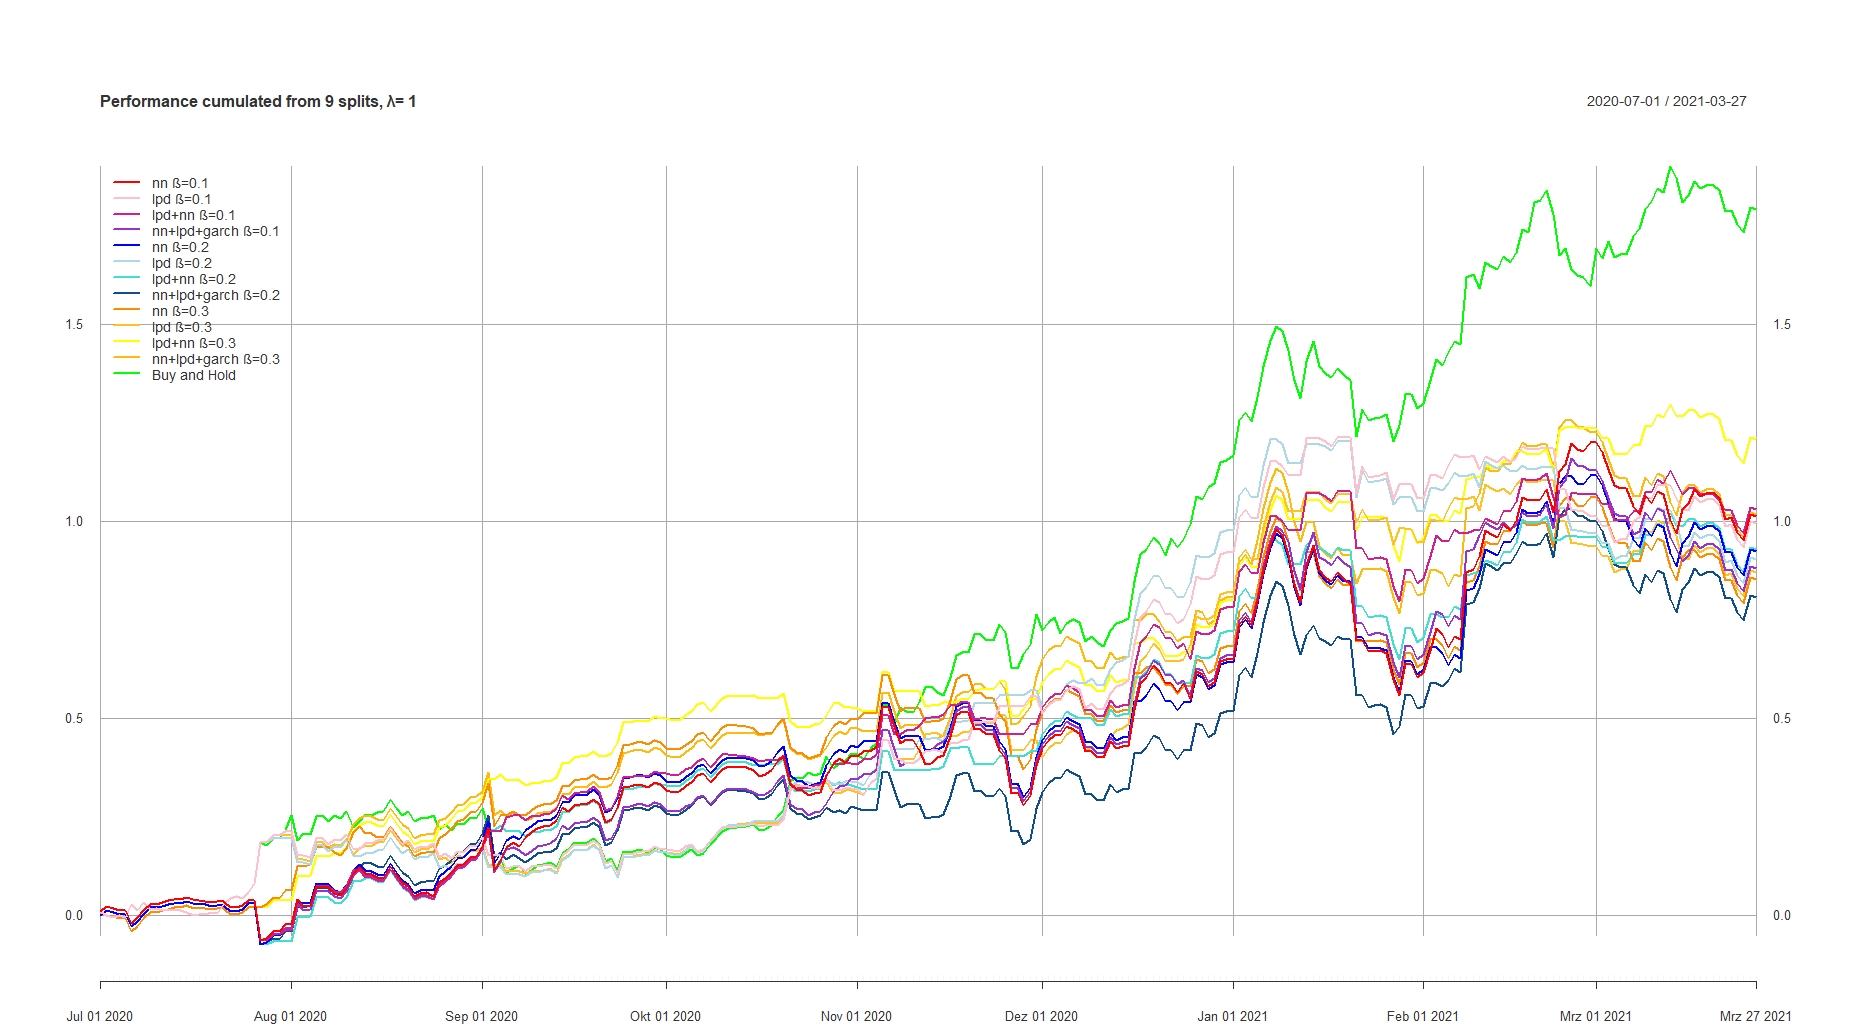 Performance cumulated from 9 splits, λ= 1
2020-07-01 / 2021-03-27
nn ß=0.1
lpd ß=0.1
lpd+nn ß=0.1
nn+lpd+garch ß=0.1
nn ß=0.2
lpd ß=0.2
lpd+nn ß=0.2
nn+lpd+garch ß=0.2
nn ß=0.3
lpd ß=0.3
lpd+nn ß=0.3
nn+lpd+garch ß=0.3
Buy and Hold
1.5 1.5
1.0 1.0
0.5 0.5
0.0 0.0
Jul 01 2020 Aug 01 2020 Sep 01 2020 Okt 01 2020 Nov 01 2020 Dez 01 2020 Jan 01 2021 Feb 01 2021 Mrz 01 2021 Mrz 27 2021